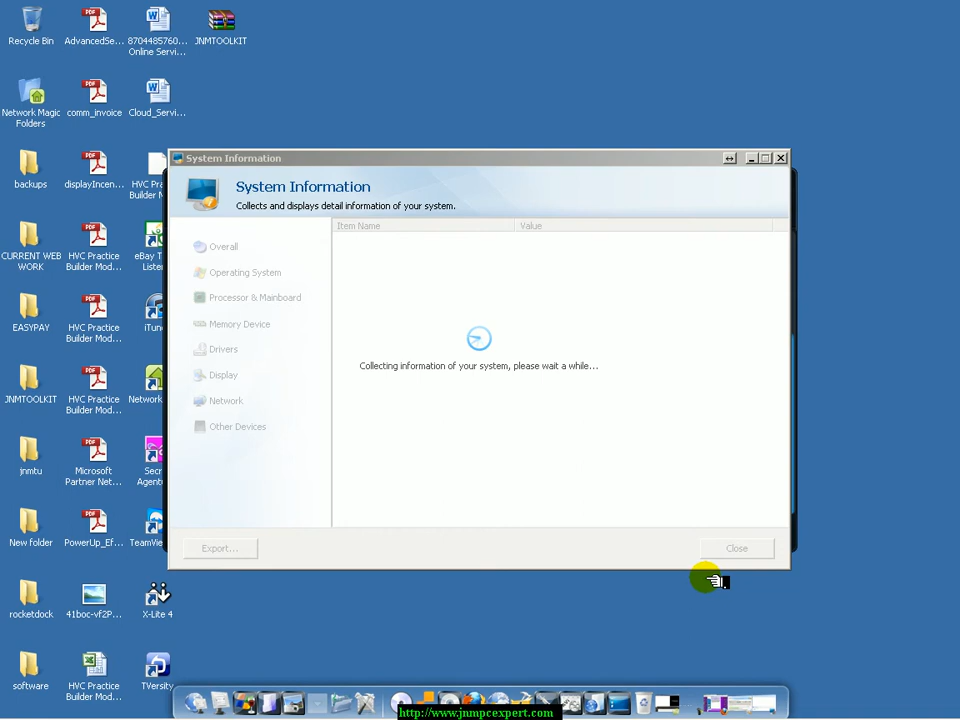 Recycle Bin
AdvancedSe...
8704485760...
Online Servi...
JNMTOOLKIT
Network Magic
Folders
comm_invoice
Cloud_Servi...
backups
displayIncen...
HVC Pra
Builder M
CURRENT WEB
WORK
HVC Practice
Builder Mod...
eBay T
Liste
EASYPAY
HVC Practice
Builder Mod...
iTun
JNMTOOLKIT
HVC Practice
Builder Mod...
Network
jnmtu
Microsoft
Partner Net...
Sec
Agent
New folder
PowerUp_Ef...
TeamVie
rocketdock
41boc-vf2P...
X-Lite 4
software
HVC Practice
Builder Mod...
TVersity
System Information
System Information
Collects and displays detail information of your system.
Item Name
Value
Overall
Operating System
Processor & Mainboard
Memory Device
Drivers
Display
Network
Other Devices
Collecting information of your system, please wait a while...
Export...
Close
http://www.jnmpcexpert.com